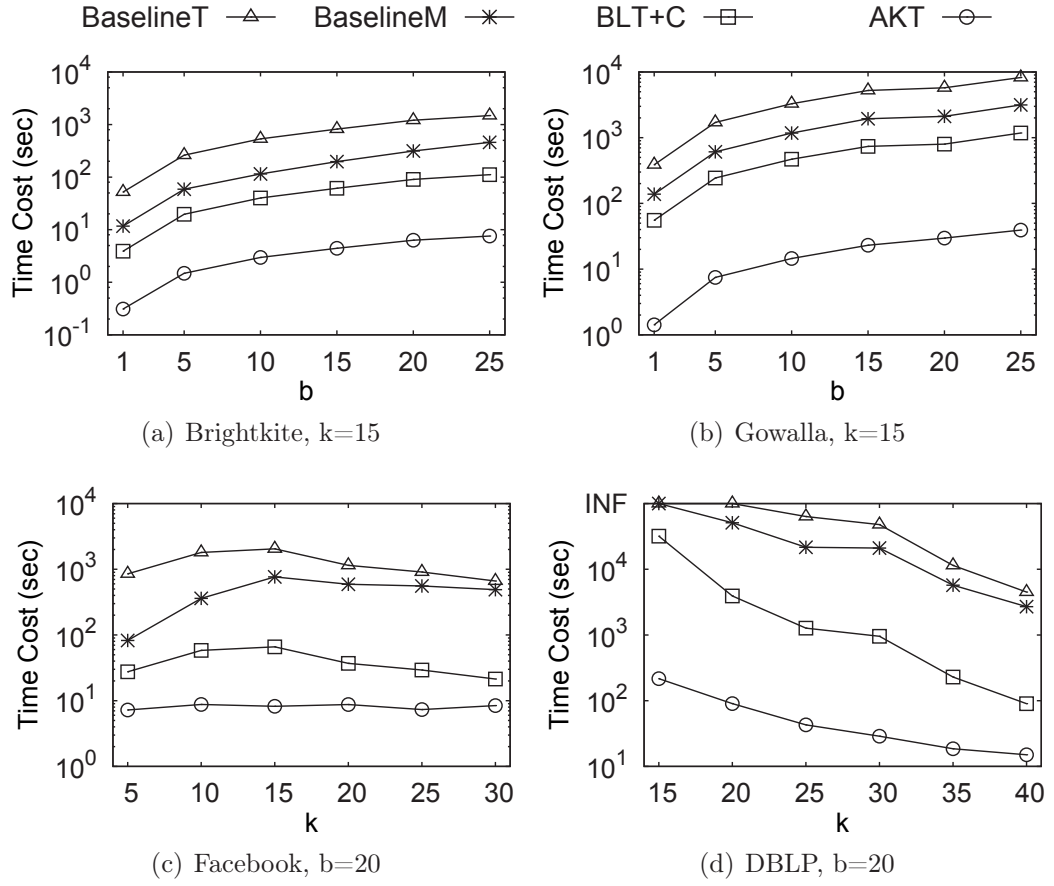 BaselineT BaselineM BLT+C AKT
10^4
10^3
10^2
10^1
10^0
10^-1
Time Cost (sec)
1 5 10 15 20 25
b
(a) Brightkite, k=15
10^4
10^3
10^2
10^1
10^0
Time Cost (sec)
1 5 10 15 20 25
b
(b) Gowalla, k=15
10^4
10^3
10^2
10^1
10^0
Time Cost (sec)
5 10 15 20 25 30
k
(c) Facebook, b=20
INF
10^4
10^3
10^2
10^1
Time Cost (sec)
15 20 25 30 35 40
k
(d) DBLP, b=20